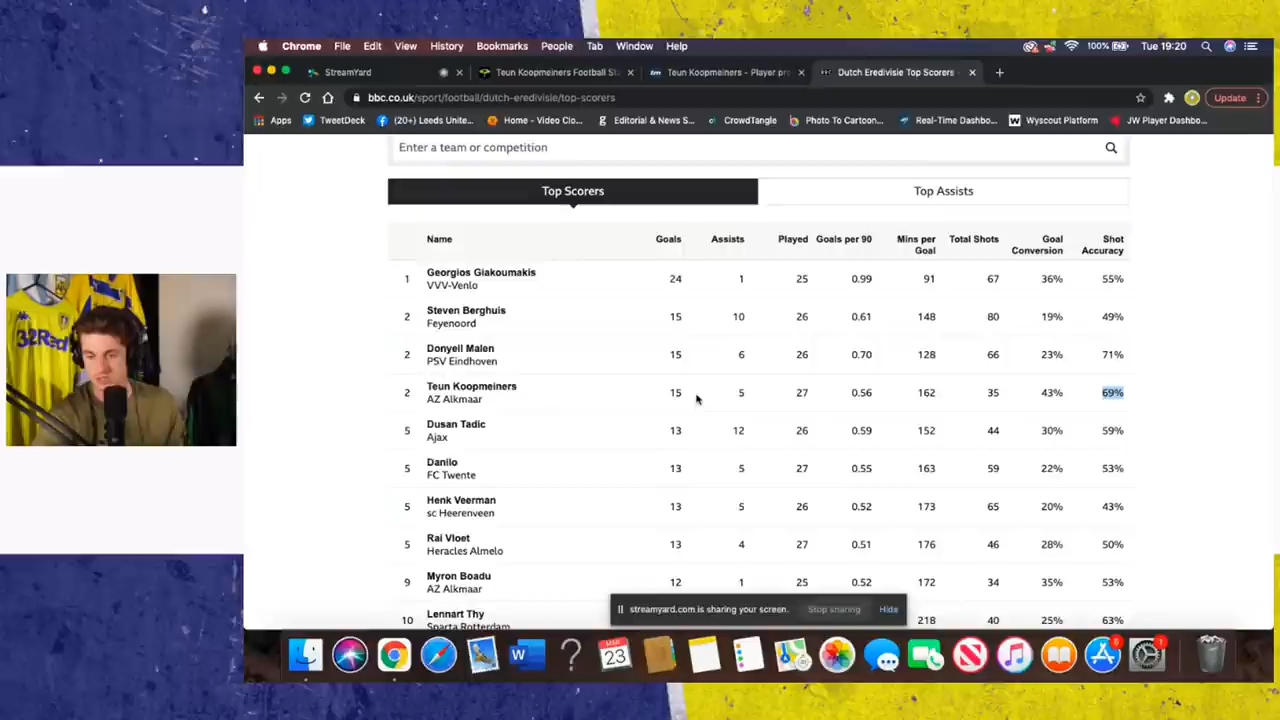 Chrome File Edit View History Bookmarks People Tab Window Help 100% Tue 19:20
StreamYard Teun Koopmeiners Football St Teun Koopmeiners - Player pr Dutch Eredivisie Top Scorers
bbc.co.uk/sport/football/dutch-eredivisie/top-scorers Update
Apps TweetDeck (20+) Leeds Unite... Home - Video Clo... Editorial & News S... CrowdTangle Photo To Cartoon... Real-Time Dashbo... Wyscout Platform JW Player Dashbo...
Enter a team or competition
Top Scorers Top Assists
Name Goals Assists Played Goals per 90 Mins per Goal Total Shots Goal Conversion Shot Accuracy
1 Georgios Giakoumakis 24 1 25 0.99 91 67 36% 55%
VVV-Venlo
2 Steven Berghuis 15 10 26 0.61 148 80 19% 49%
Feyenoord
2 Donyell Malen 15 6 26 0.70 128 66 23% 71%
PSV Eindhoven
2 Teun Koopmeiners 15 5 27 0.56 162 35 43% 69%
AZ Alkmaar
5 Dusan Tadic 13 12 26 0.59 152 44 30% 59%
Ajax
5 Danilo 13 5 27 0.55 163 59 22% 53%
FC Twente
5 Henk Veerman 13 5 26 0.52 173 65 20% 43%
sc Heerenveen
5 Rai Vloet 13 4 27 0.51 176 46 28% 50%
Heracles Almelo
9 Myron Boadu 12 1 25 0.52 172 34 35% 53%
AZ Alkmaar
10 Lennart Thy 218 40 25% 63%
Sparta Rotterdam
streamyard.com is sharing your screen. Stop sharing Hide
32Red
MAR
23
W
6
1